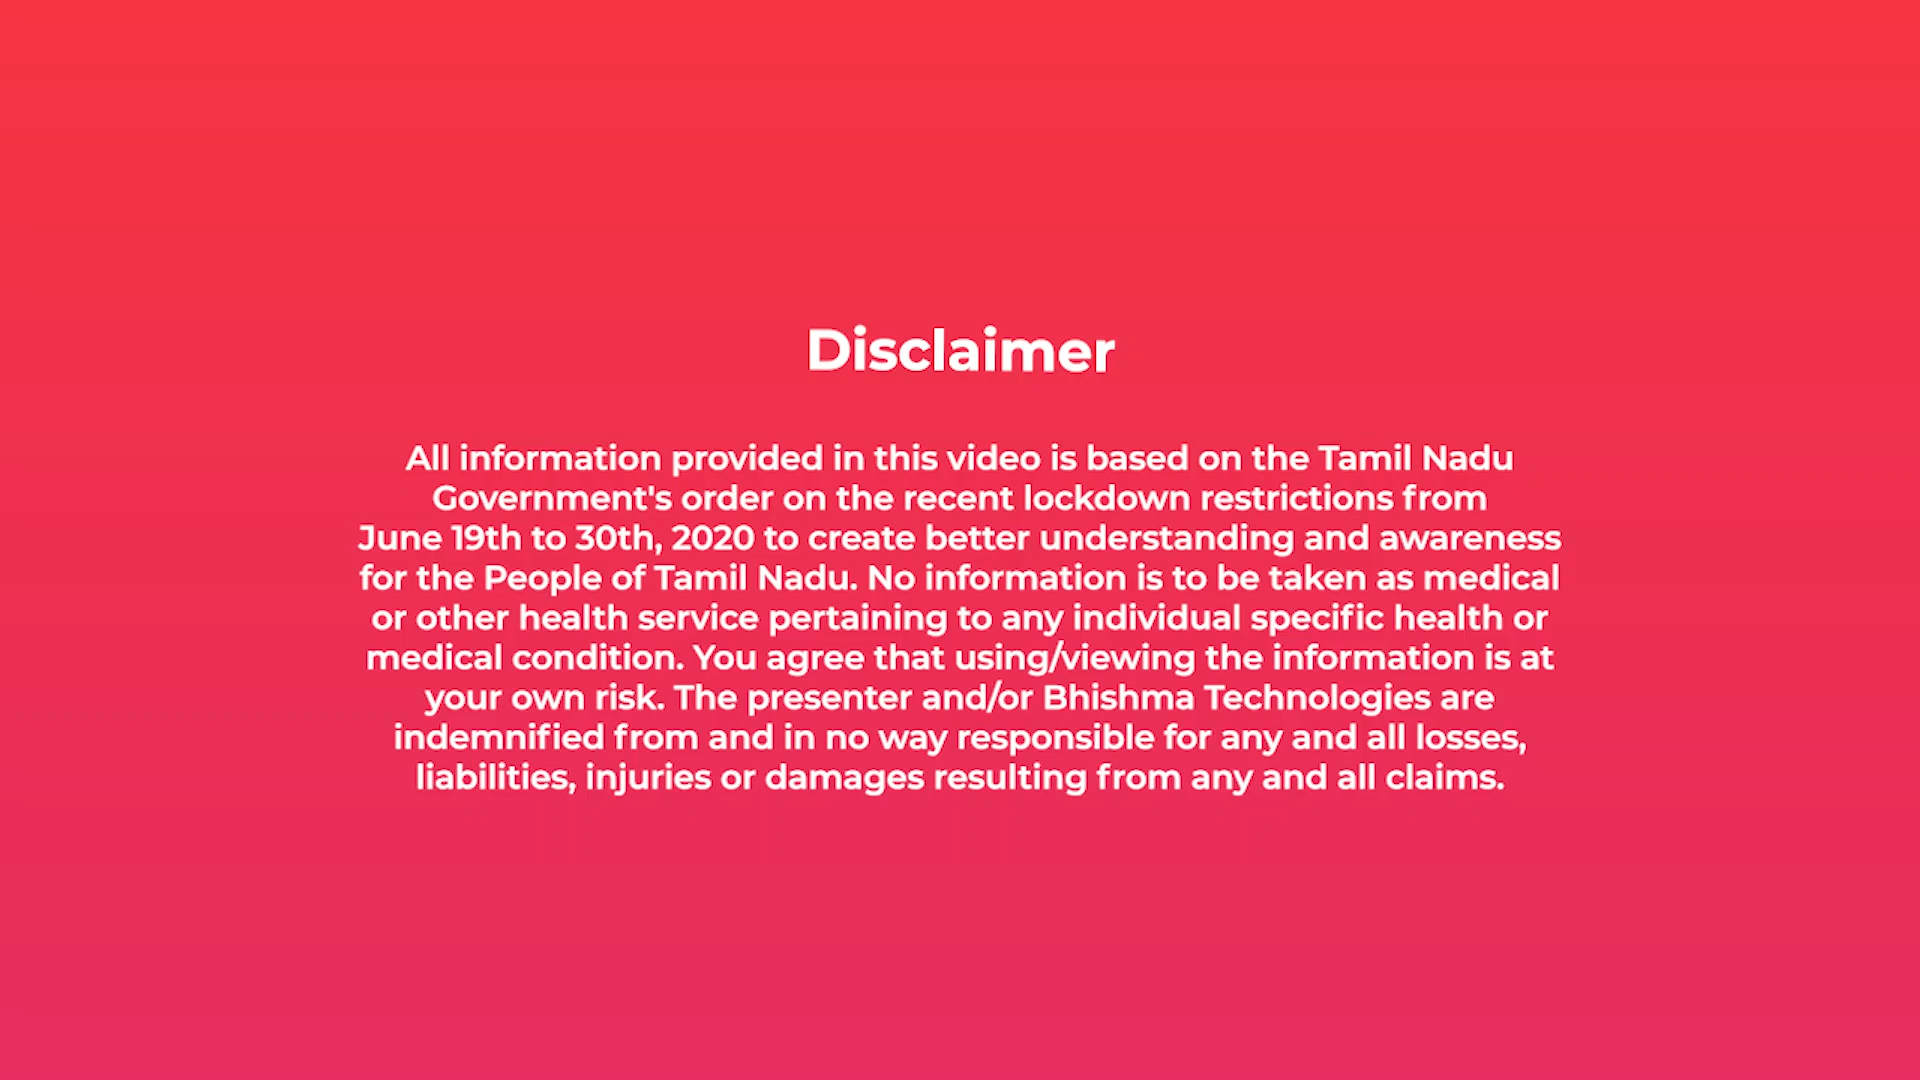 Disclaimer
All information provided in this video is based on the Tamil Nadu
Government's order on the recent lockdown restrictions from
June 19th to 30th, 2020 to create better understanding and awareness
for the People of Tamil Nadu. No information is to be taken as medical
or other health service pertaining to any individual specific health or
medical condition. You agree that using/viewing the information is at
your own risk. The presenter and/or Bhishma Technologies are
indemnified from and in no way responsible for any and all losses,
liabilities, injuries or damages resulting from any and all claims.